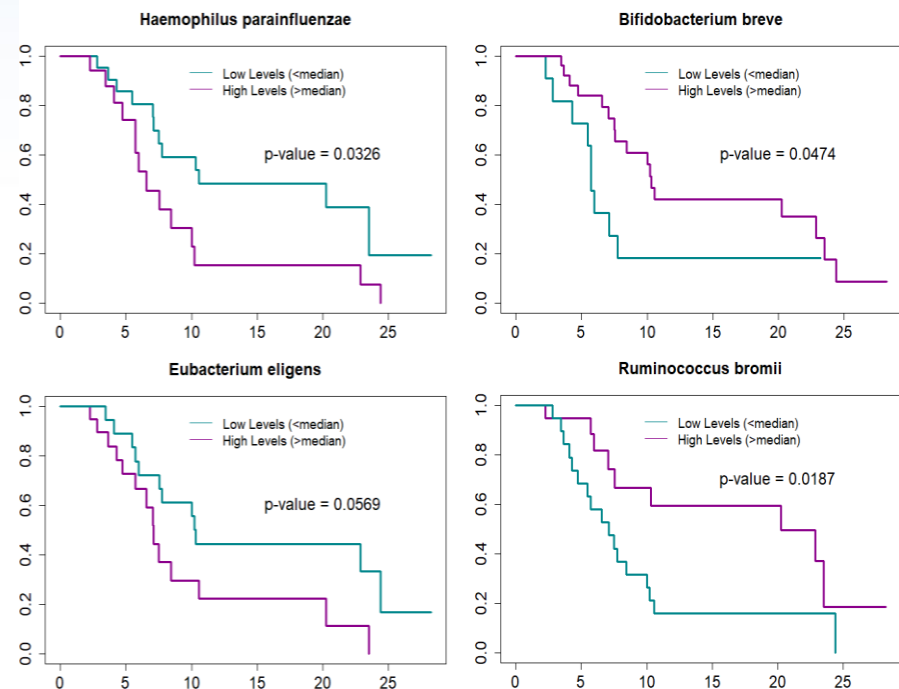 Haemophilus parainfluenzae
Low Levels (<median)
High Levels (>median)
p-value = 0.0326
1.0
0.8
0.6
0.4
0.2
0.0
0 5 10 15 20 25
Bifidobacterium breve
Low Levels (<median)
High Levels (>median)
p-value = 0.0474
1.0
0.8
0.6
0.4
0.2
0.0
0 5 10 15 20 25
Eubacterium eligens
Low Levels (<median)
High Levels (>median)
p-value = 0.0569
1.0
0.8
0.6
0.4
0.2
0.0
0 5 10 15 20 25
Ruminococcus bromii
Low Levels (<median)
High Levels (>median)
p-value = 0.0187
1.0
0.8
0.6
0.4
0.2
0.0
0 5 10 15 20 25